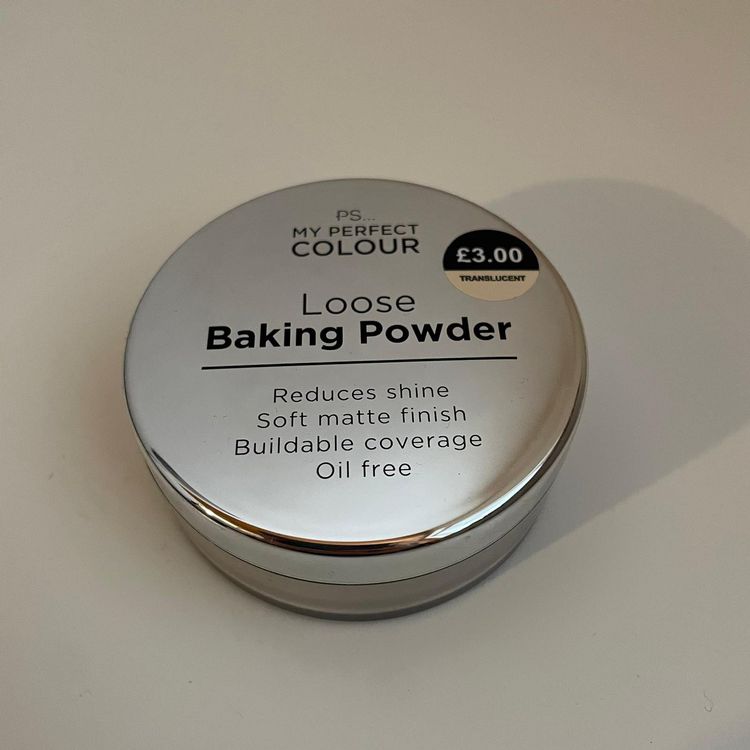 PS...
MY PERFECT
COLOUR
£3.00
TRANSLUCENT
Loose
Baking Powder
Reduces shine
Soft matte finish
Buildable coverage
Oil free